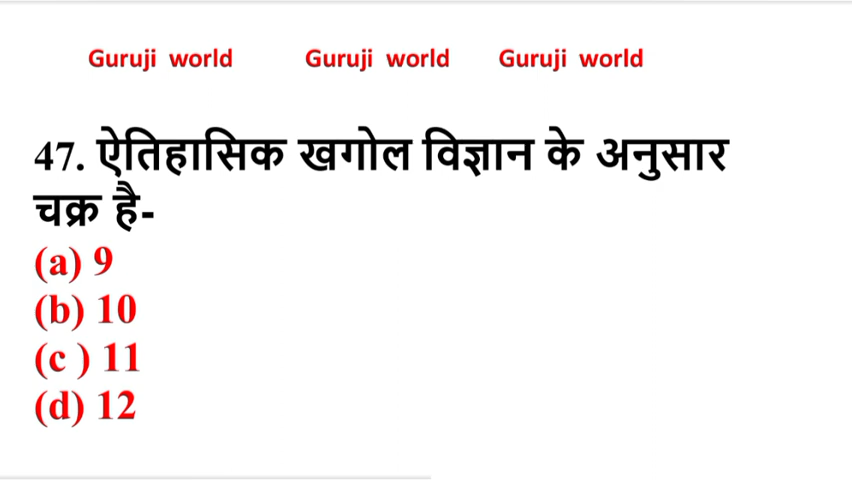 Guruji world Guruji world Guruji world
47. ऐतिहासिक खगोल विज्ञान के अनुसार
चक्र है-
(a) 9
(b) 10
(c ) 11
(d) 12